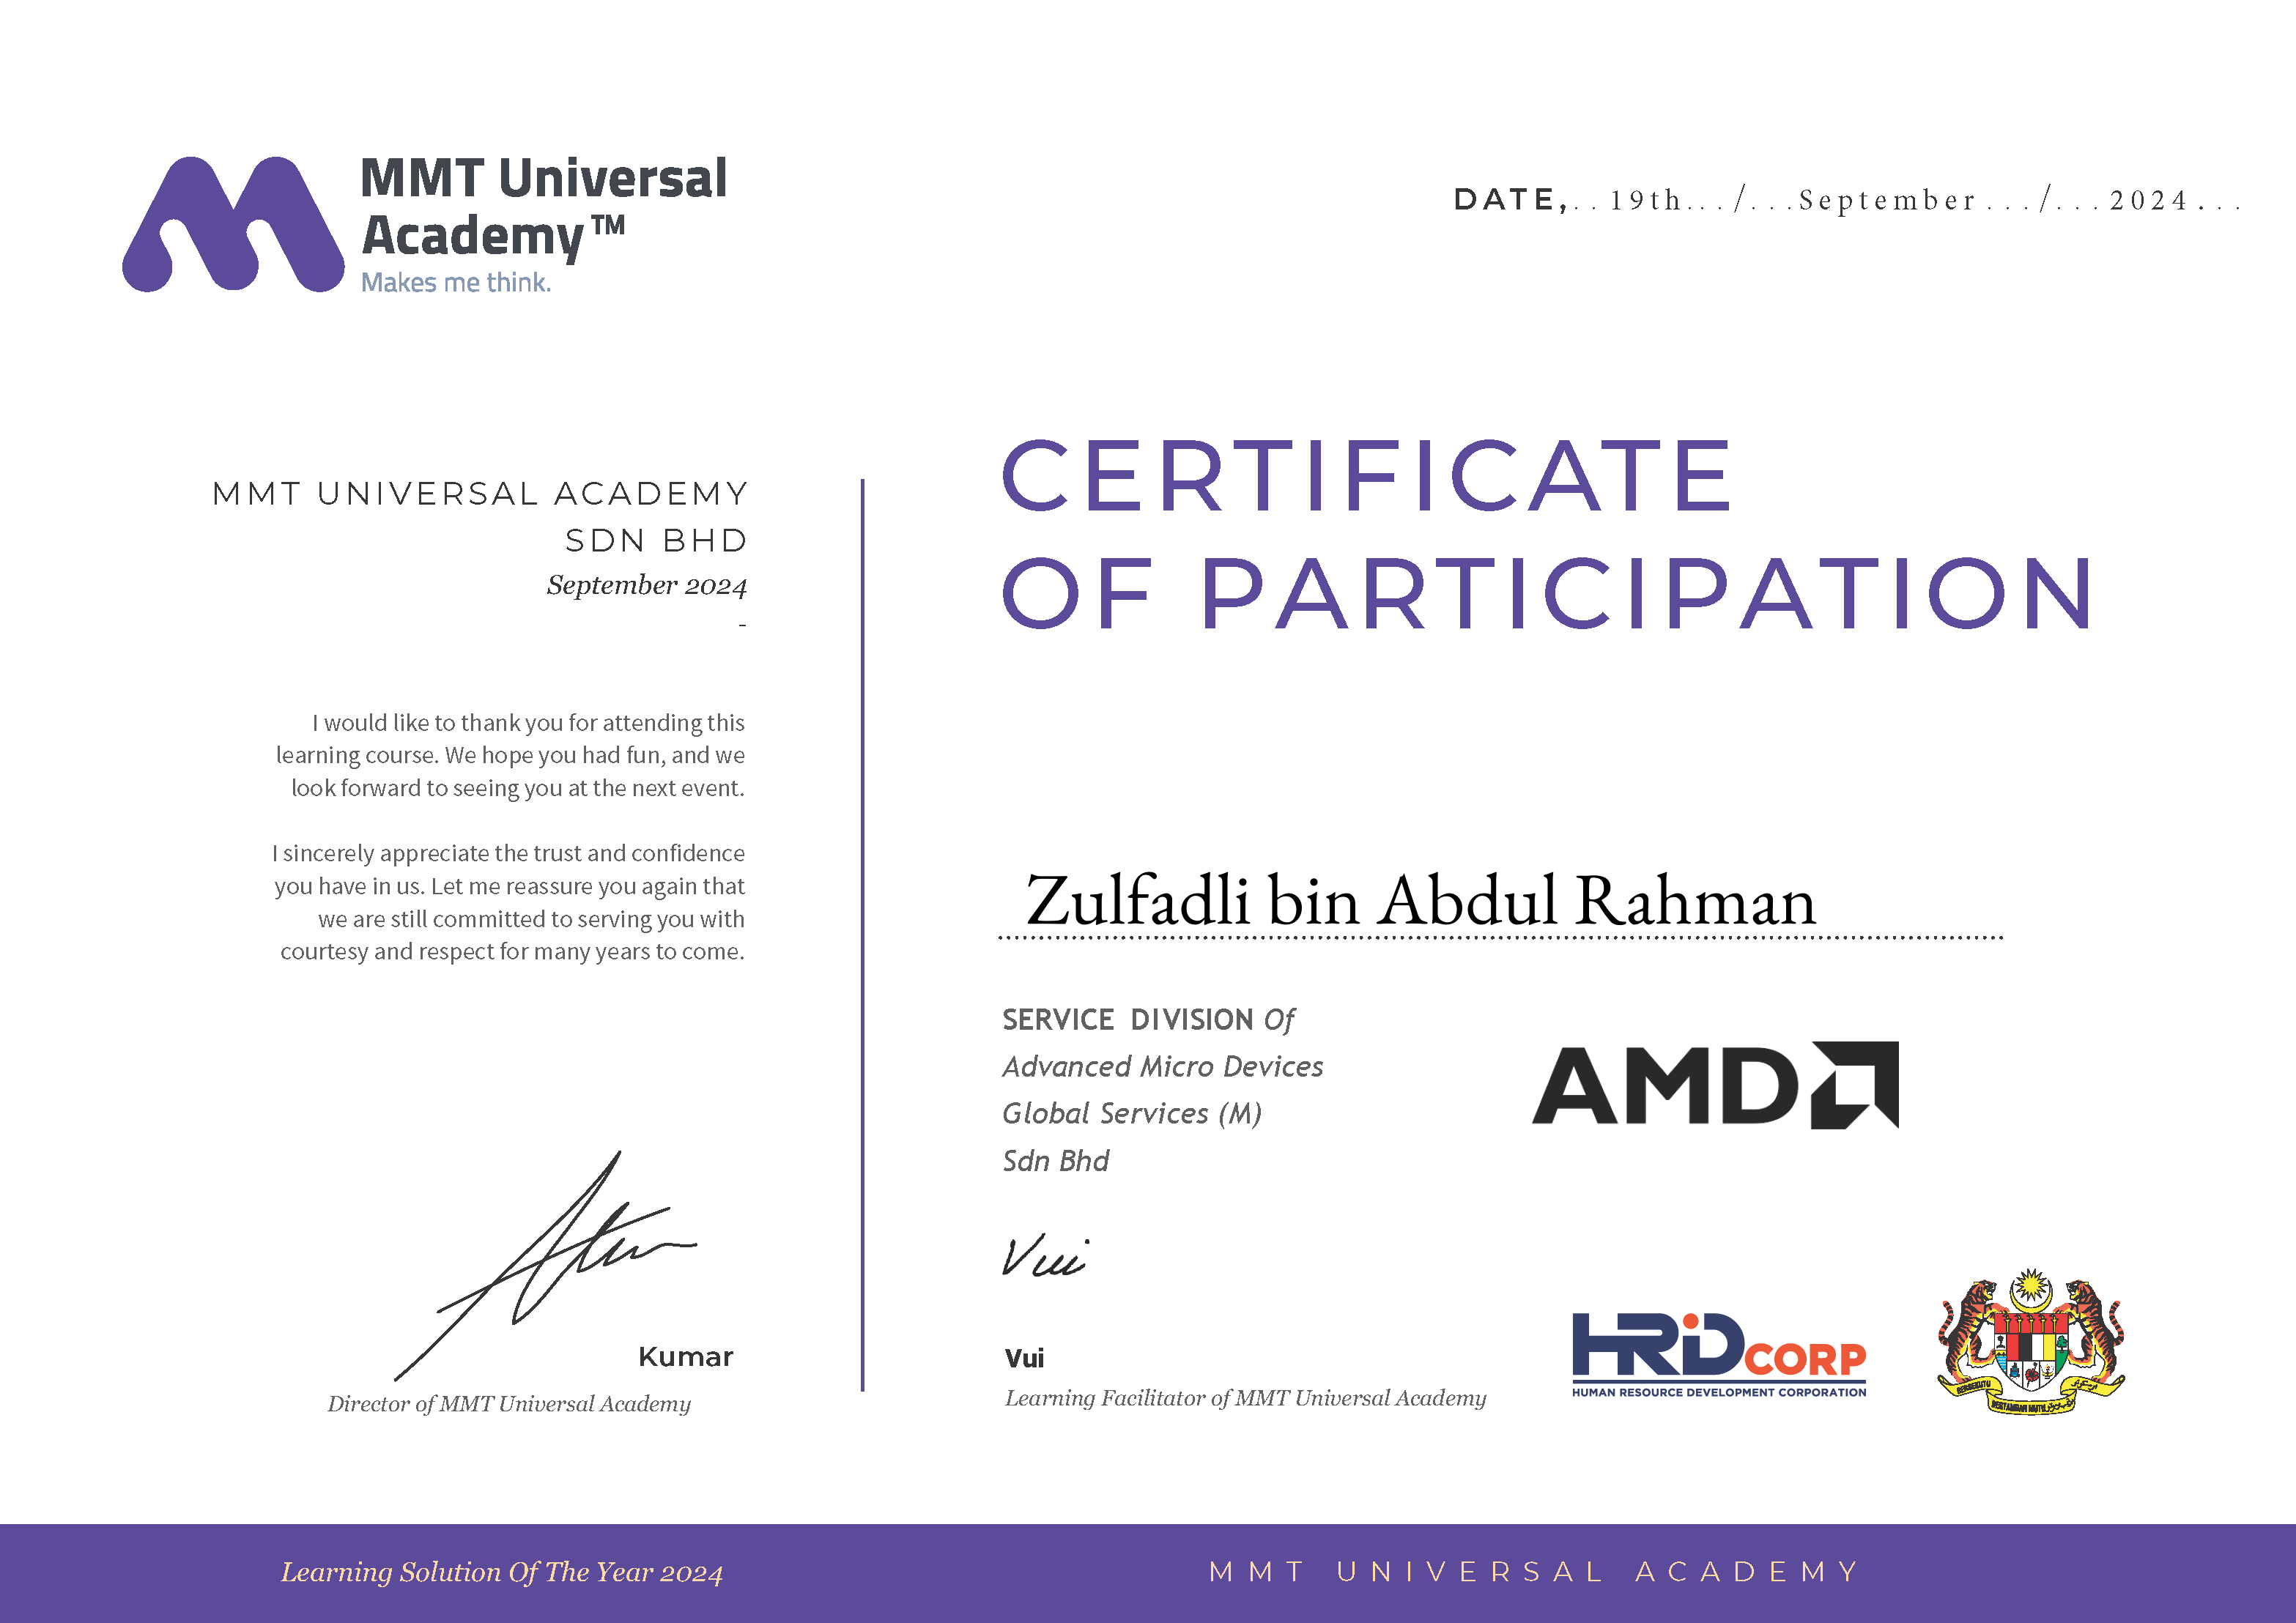 MMT Universal
Academy™
Makes me think.
DATE,. . 19th. . . / . . . September . . . / . . . 2024 . . .
MMT UNIVERSAL ACADEMY
SDN BHD
September 2024
-
I would like to thank you for attending this
learning course. We hope you had fun, and we
look forward to seeing you at the next event.
I sincerely appreciate the trust and confidence
you have in us. Let me reassure you again that
we are still committed to serving you with
courtesy and respect for many years to come.
Kumar
Director of MMT Universal Academy
CERTIFICATE
OF PARTICIPATION
Zulfadli bin Abdul Rahman
SERVICE DIVISION Of
Advanced Micro Devices
Global Services (M)
Sdn Bhd
AMD
Vui
Vui
Learning Facilitator of MMT Universal Academy
HRD CORP
HUMAN RESOURCE DEVELOPMENT CORPORATION
BERSEKUTU
BERTAMBAH MUTU
Learning Solution Of The Year 2024
MMT UNIVERSAL ACADEMY